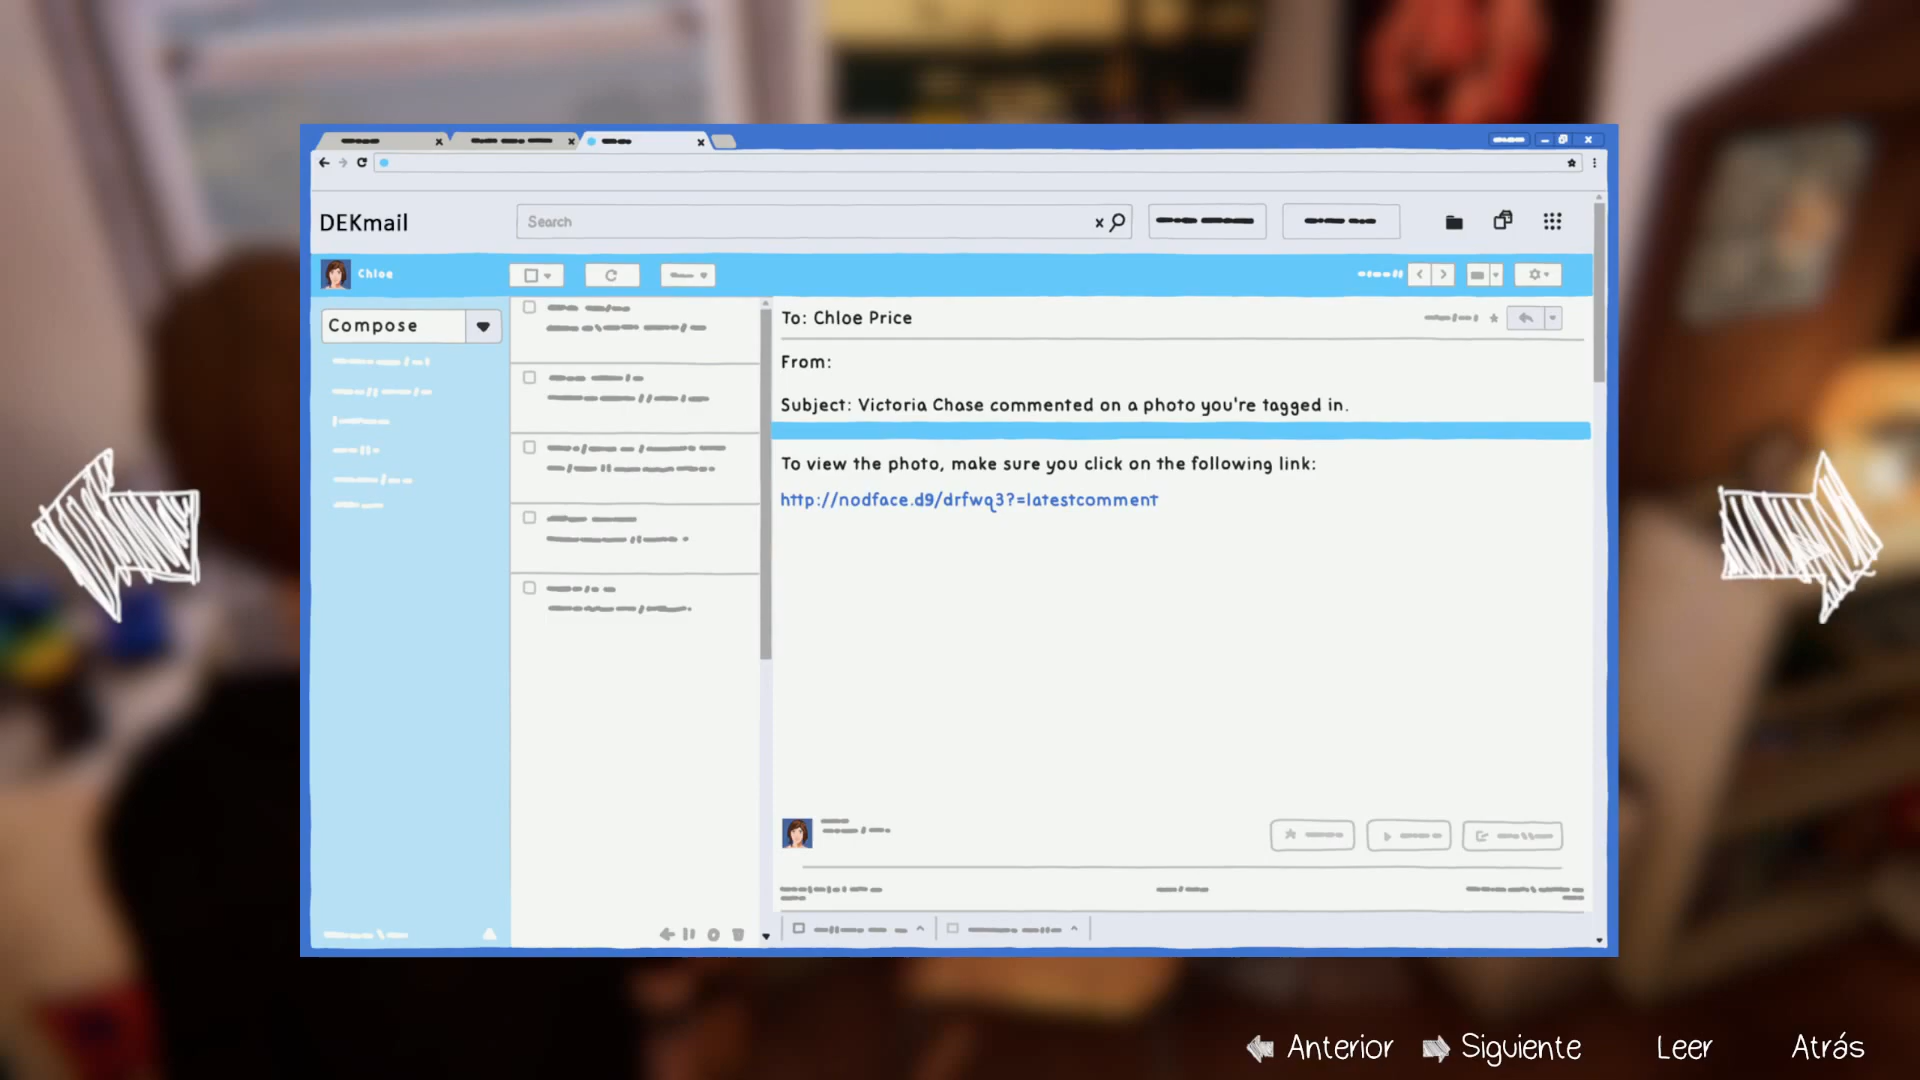 DEKmail
Search
Chloe
Compose
To: Chloe Price
From:
Subject: Victoria Chase commented on a photo you're tagged in.
To view the photo, make sure you click on the following link:
http://nodface.d9/drfwq3?=latestcomment
Anterior
Siguiente
Leer
Atrás